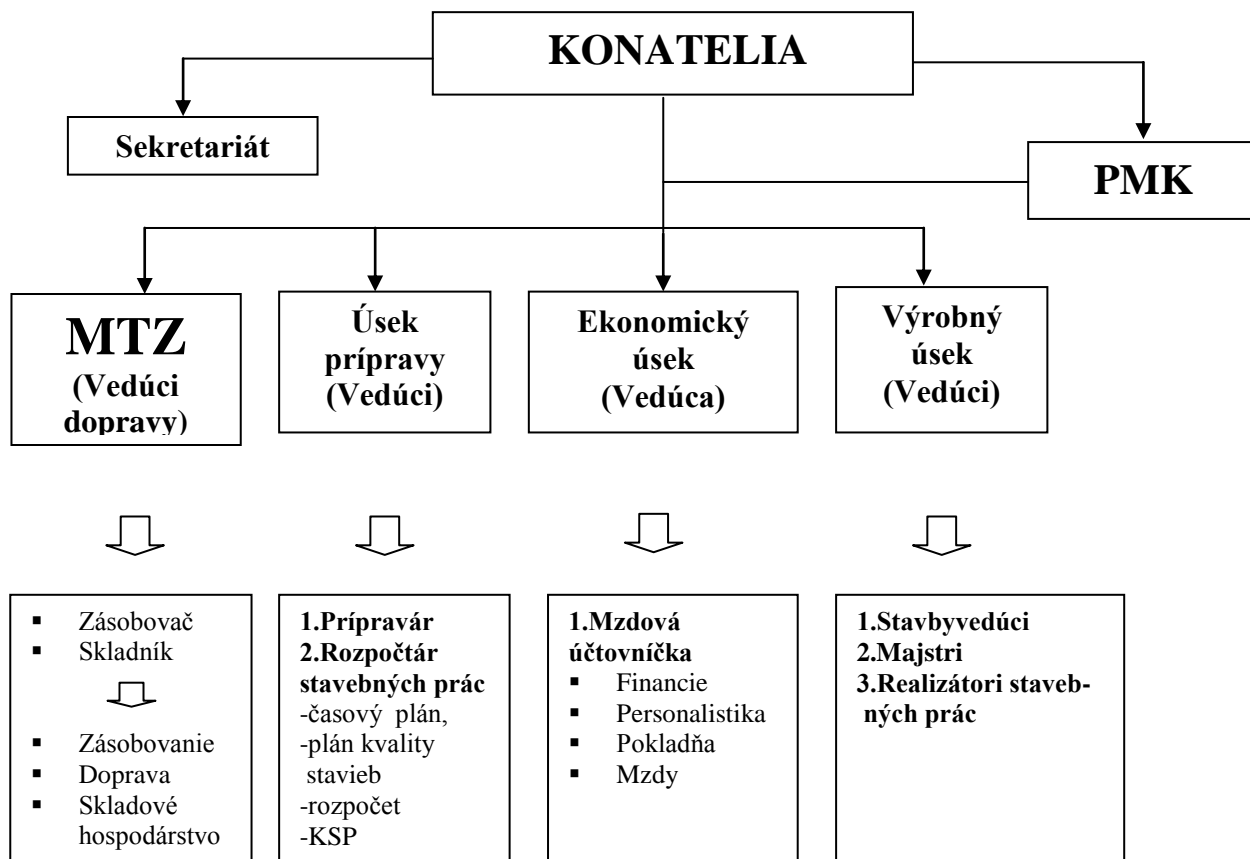 KONATELIA
Sekretariát
PMK
MTZ
(Vedúci
dopravy)
Úsek
prípravy
(Vedúci)
Ekonomický
úsek
(Vedúca)
Výrobný
úsek
(Vedúci)
▪ Zásobovač
▪ Skladník
▪ Zásobovanie
▪ Doprava
▪ Skladové
hospodárstvo
1.Prípravár
2.Rozpočtár
stavebných prác
-časový plán,
-plán kvality
stavieb
-rozpočet
-KSP
1.Mzdová
účtovníčka
▪ Financie
▪ Personalistika
▪ Pokladňa
▪ Mzdy
1.Stavbyvedúci
2.Majstri
3.Realizátori staveb-
ných prác